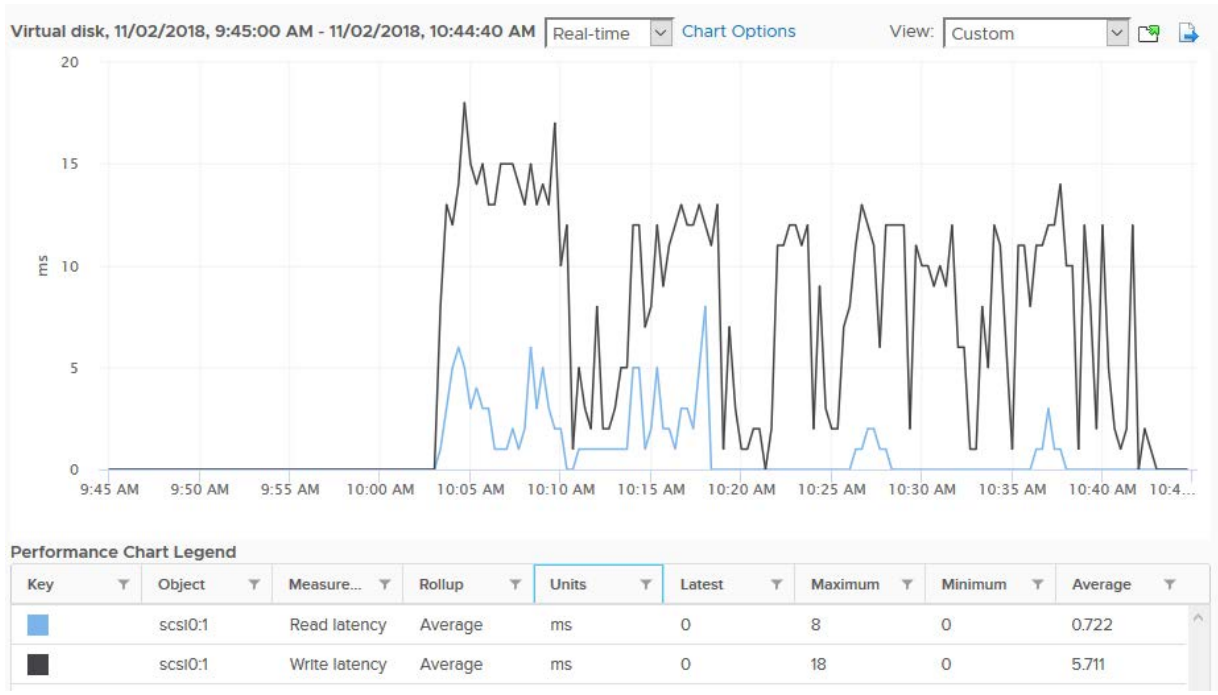 Virtual disk, 11/02/2018, 9:45:00 AM - 11/02/2018, 10:44:40 AM Real-time Chart Options View: Custom
20
15
ms
10
5
0
9:45 AM 9:50 AM 9:55 AM 10:00 AM 10:05 AM 10:10 AM 10:15 AM 10:20 AM 10:25 AM 10:30 AM 10:35 AM 10:40 AM 10:4...
Performance Chart Legend
Key Object Measure... Rollup Units Latest Maximum Minimum Average
scsi0:1 Read latency Average ms 0 8 0 0.722
scsi0:1 Write latency Average ms 0 18 0 5.711